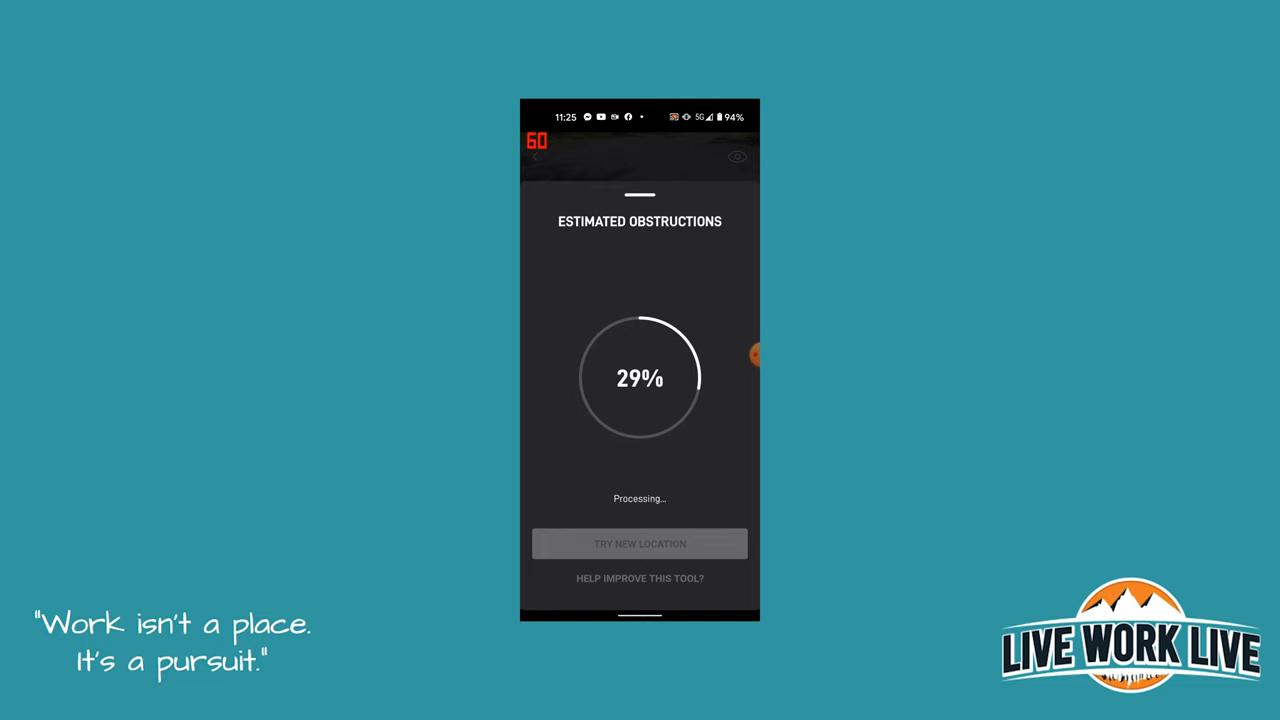 11:25 5G 94%
60
ESTIMATED OBSTRUCTIONS
29%
Processing...
TRY NEW LOCATION
HELP IMPROVE THIS TOOL?
"Work isn't a place.
It's a pursuit."
LIVE WORK LIVE